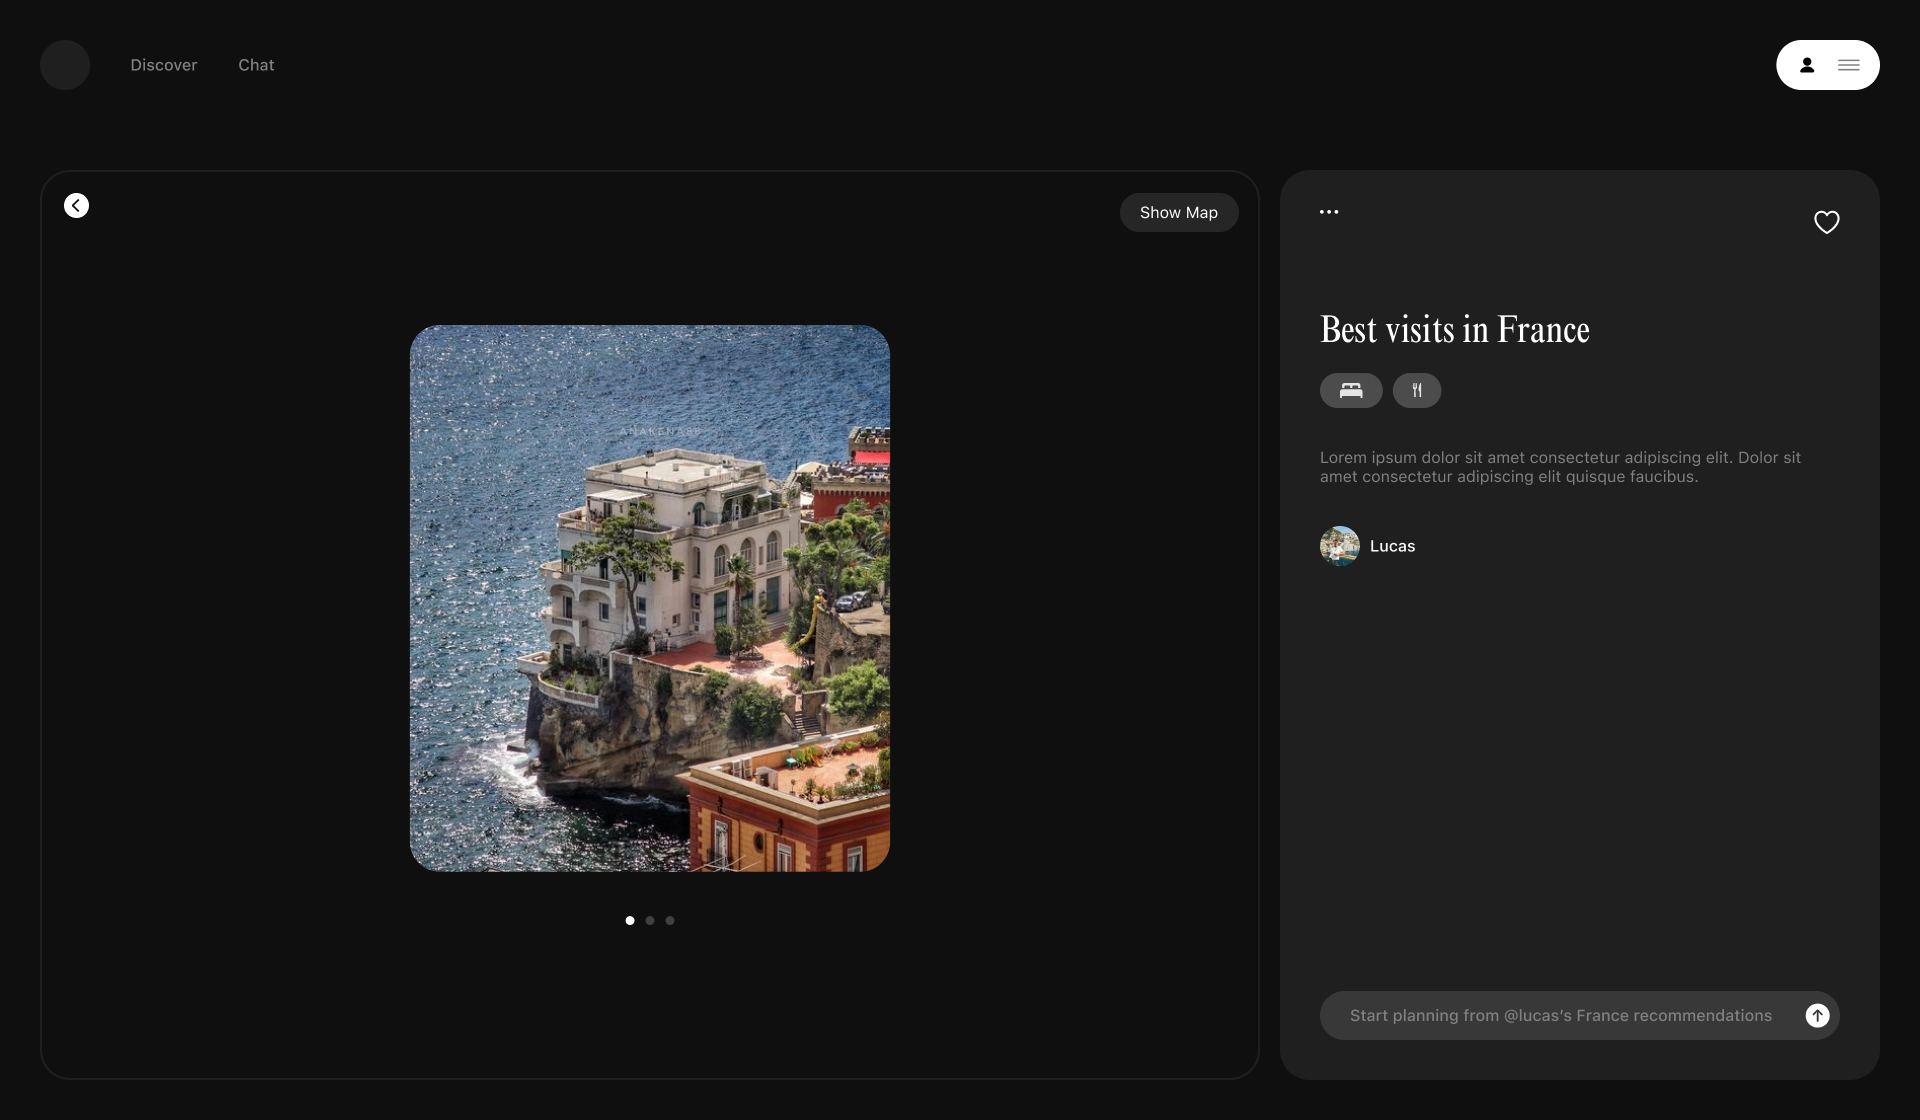 Discover
Chat
Show Map
ANAKENA88
Best visits in France
Lorem ipsum dolor sit amet consectetur adipiscing elit. Dolor sit
amet consectetur adipiscing elit quisque faucibus.
Lucas
Start planning from @lucas's France recommendations